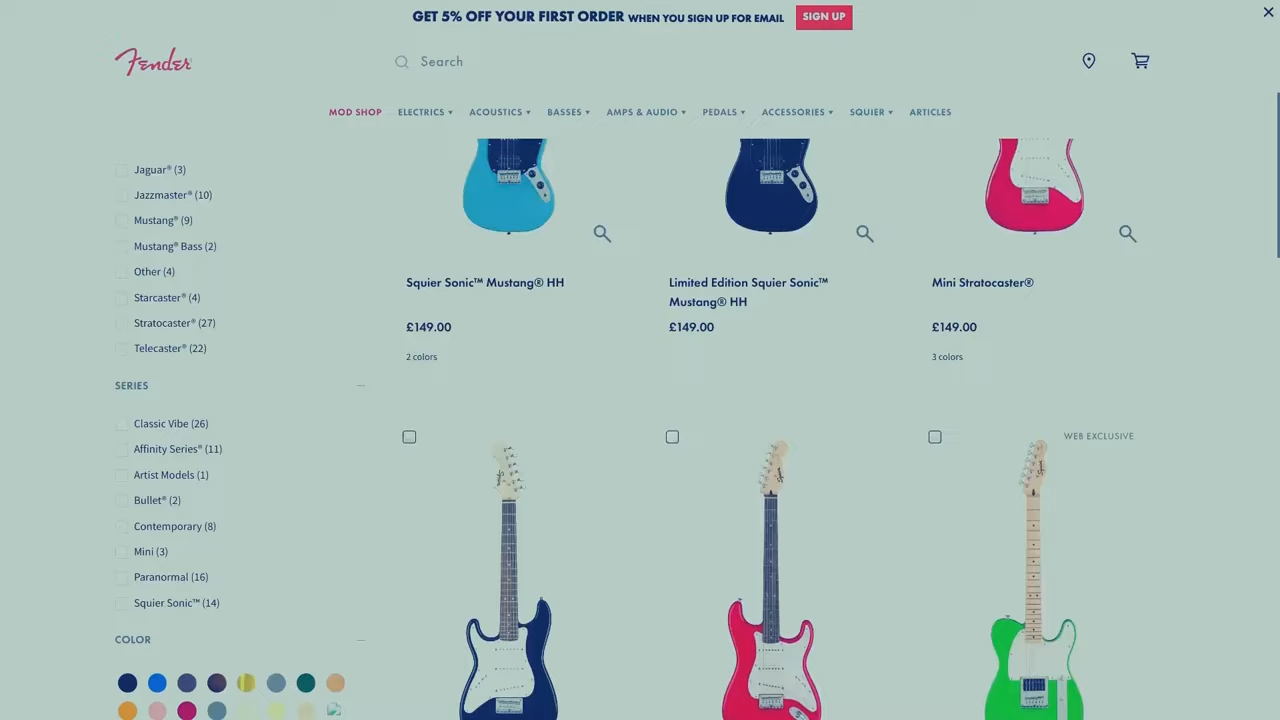 GET 5% OFF YOUR FIRST ORDER WHEN YOU SIGN UP FOR EMAIL SIGN UP
Fender
Search
MOD SHOP ELECTRICS ACOUSTICS BASSES AMPS & AUDIO PEDALS ACCESSORIES SQUIER ARTICLES
Jaguar® (3)
Jazzmaster® (10)
Mustang® (9)
Mustang® Bass (2)
Other (4)
Starcaster® (4)
Stratocaster® (27)
Telecaster® (22)
SERIES
Classic Vibe (26)
Affinity Series® (11)
Artist Models (1)
Bullet® (2)
Contemporary (8)
Mini (3)
Paranormal (16)
Squier Sonic™ (14)
COLOR
Squier Sonic™ Mustang® HH
£149.00
2 colors
Limited Edition Squier Sonic™
Mustang® HH
£149.00
Mini Stratocaster®
£149.00
3 colors
WEB EXCLUSIVE